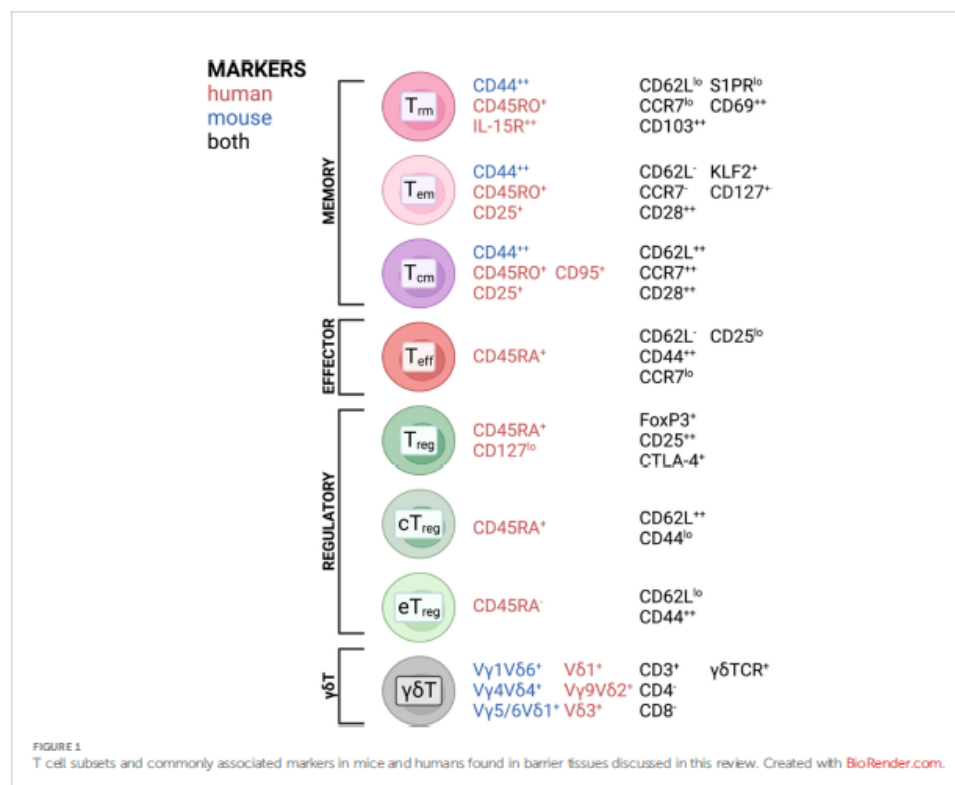 MARKERS
human
mouse
both
MEMORY
Trm
CD44⁺⁺
CD45RO⁺
IL-15R⁺⁺
CD62Lˡᵒ S1PRˡᵒ
CCR7ˡᵒ CD69⁺⁺
CD103⁺⁺
Tem
CD44⁺⁺
CD45RO⁺
CD25⁺
CD62L⁻ KLF2⁺
CCR7⁻ CD127⁺
CD28⁺⁺
Tcm
CD44⁺⁺
CD45RO⁺ CD95⁺
CD25⁺
CD62L⁺⁺
CCR7⁺⁺
CD28⁺⁺
EFFECTOR
Teff
CD45RA⁺
CD62L⁻ CD25ˡᵒ
CD44⁺⁺
CCR7ˡᵒ
REGULATORY
Treg
CD45RA⁺
CD127ˡᵒ
FoxP3⁺
CD25⁺⁺
CTLA-4⁺
cTreg
CD45RA⁺
CD62L⁺⁺
CD44ˡᵒ
eTreg
CD45RA⁻
CD62Lˡᵒ
CD44⁺⁺
γδT
γδT
Vγ1Vδ6⁺ Vδ1⁺
Vγ4Vδ4⁺ Vγ9Vδ2⁺
Vγ5/6Vδ1⁺ Vδ3⁺
CD3⁺ γδTCR⁺
CD4⁻
CD8⁻
FIGURE 1
T cell subsets and commonly associated markers in mice and humans found in barrier tissues discussed in this review. Created with BioRender.com.